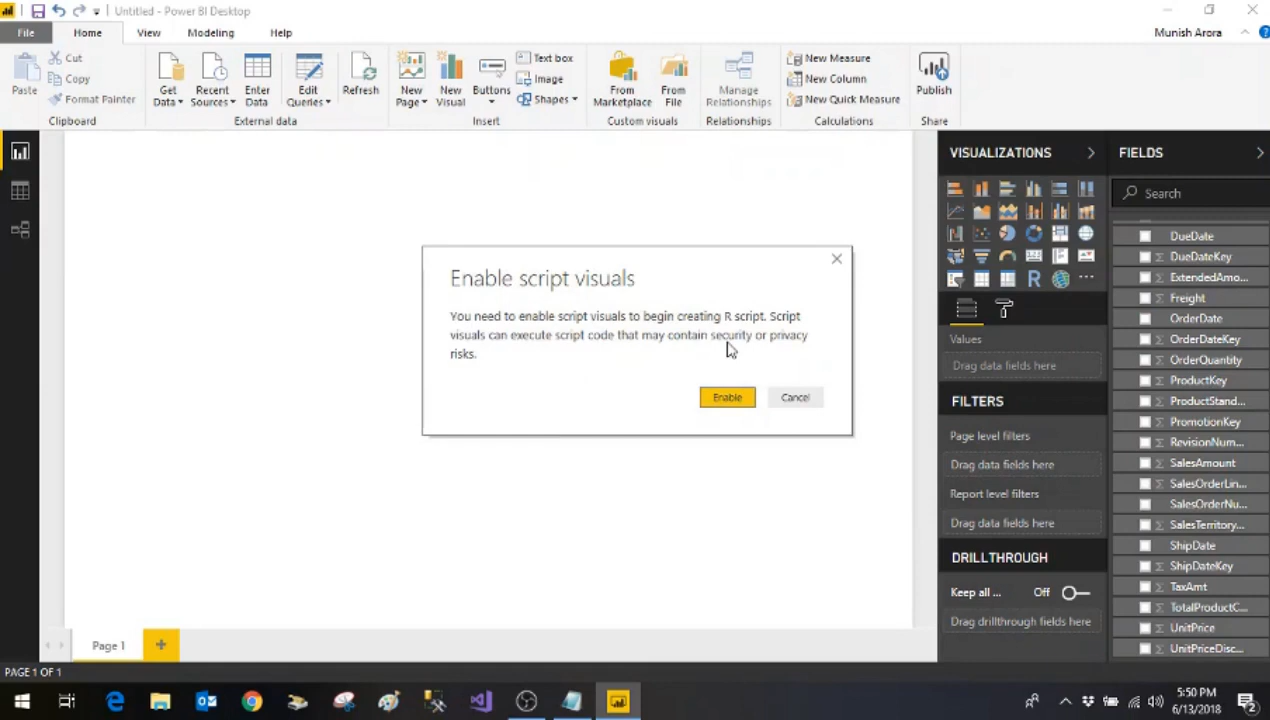 Untitled - Power BI Desktop
File
Home
View
Modeling
Help
Munish Arora
Paste
Cut
Copy
Format Painter
Clipboard
Get Data
Recent Sources
Enter Data
Edit Queries
Refresh
External data
New Page
New Visual
Buttons
Text box
Image
Shapes
Insert
From Marketplace
From File
Custom visuals
Manage Relationships
Relationships
New Measure
New Column
New Quick Measure
Calculations
Publish
Share
Enable script visuals
You need to enable script visuals to begin creating R script. Script
visuals can execute script code that may contain security or privacy
risks.
Enable
Cancel
VISUALIZATIONS
R
Values
Drag data fields here
FILTERS
Page level filters
Drag data fields here
Report level filters
Drag data fields here
DRILLTHROUGH
Keep all ...
Off
Drag drillthrough fields here
FIELDS
Search
DueDate
DueDateKey
ExtendedAmo...
Freight
OrderDate
OrderDateKey
OrderQuantity
ProductKey
ProductStand...
PromotionKey
RevisionNum...
SalesAmount
SalesOrderLin...
SalesOrderNu...
SalesTerritory...
ShipDate
ShipDateKey
TaxAmt
TotalProductC...
UnitPrice
UnitPriceDisc...
Page 1
PAGE 1 OF 1
5:50 PM
6/13/2018
2